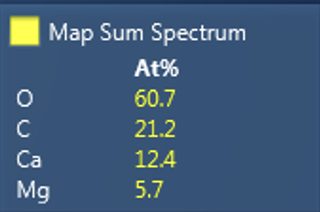 Map Sum Spectrum
At%
O 60.7
C 21.2
Ca 12.4
Mg 5.7